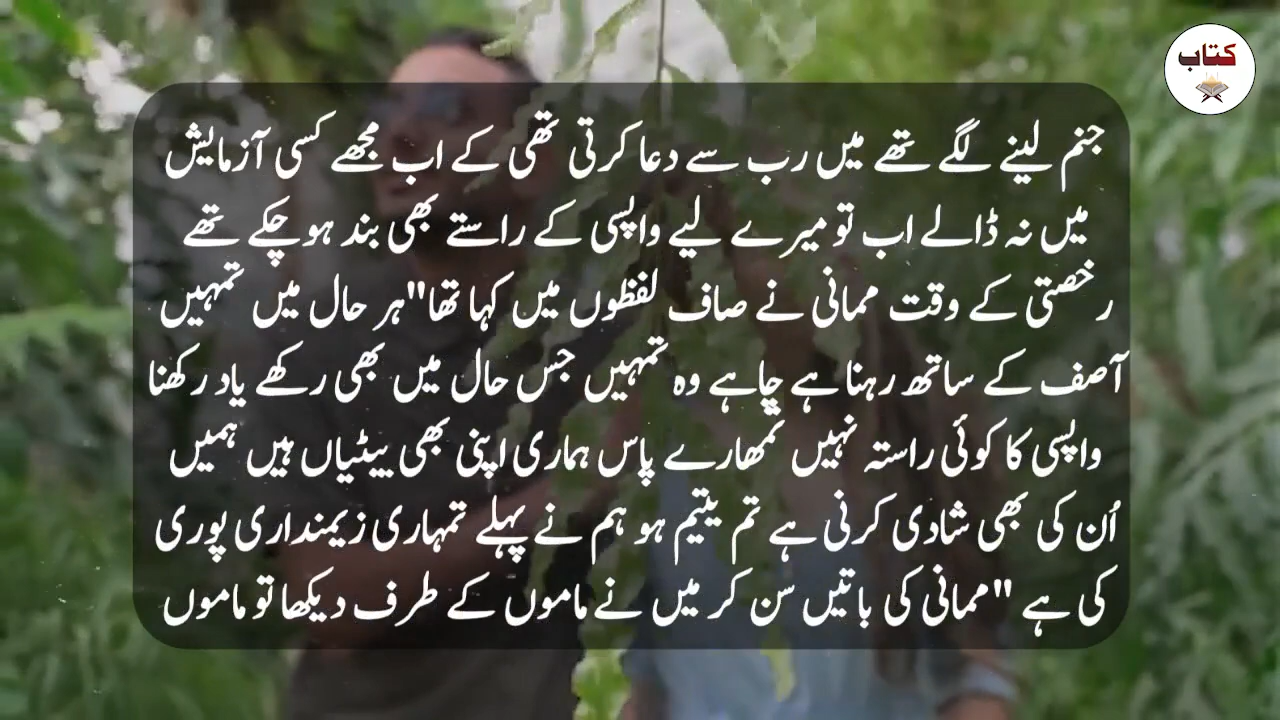 کتاب
جنم لینے لگے تھے میں رب سے دعا کرتی تھی کے اب مجھے کسی آزمایش
میں نہ ڈالے اب تو میرے لیے واپسی کے راستے بھی بند ہو چکے تھے
رخصتی کے وقت ممانی نے صاف لفظوں میں کہا تھا"ہر حال میں تمہیں
آصف کے ساتھ رہنا ہے چاہے وہ تمہیں جس حال میں بھی رکھے یاد رکھنا
واپسی کا کوئی راستہ نہیں تمھارے پاس ہماری اپنی بھی بیٹیاں ہیں ہمیں
اُن کی بھی شادی کرنی ہے تم یتیم ہو ہم نے پہلے تمہاری زیمنداری پوری
کی ہے "ممانی کی باتیں سن کر میں نے ماموں کے طرف دیکھا تو ماموں